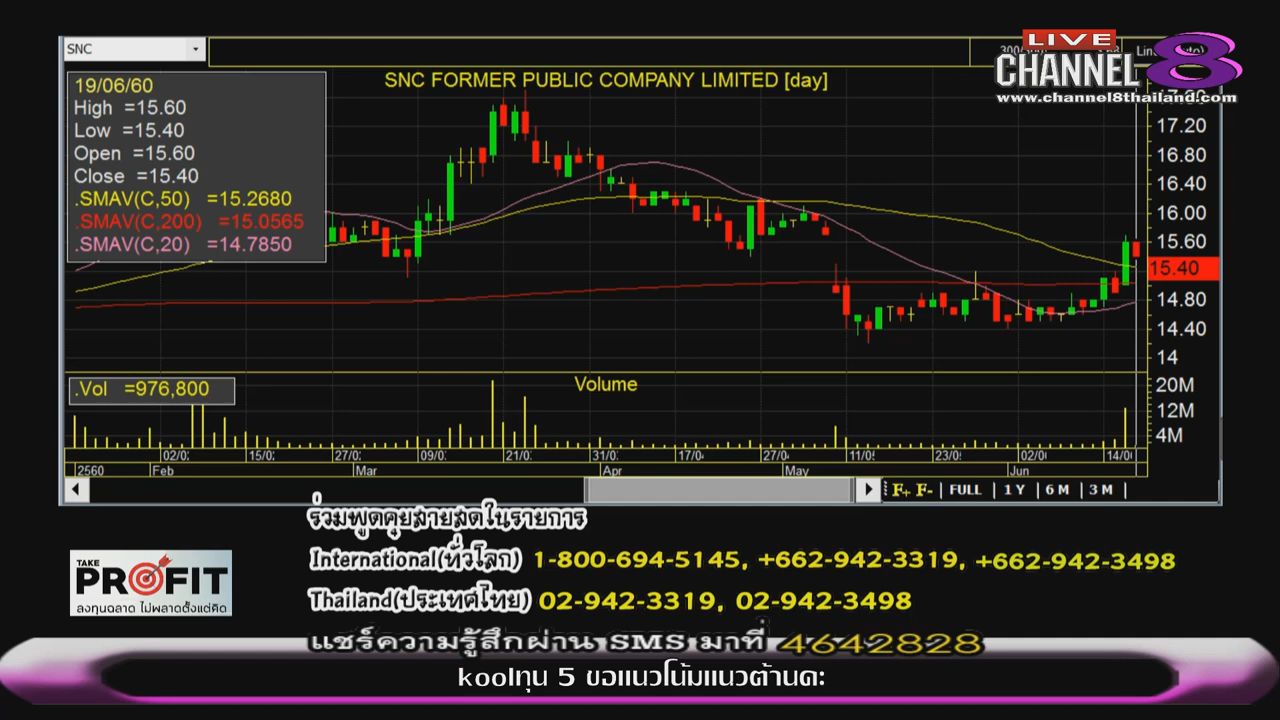 SNC
LIVE
CHANNEL 8
www.channel8thailand.com
SNC FORMER PUBLIC COMPANY LIMITED [day]
19/06/60
High =15.60
Low =15.40
Open =15.60
Close =15.40
.SMAV(C,50) =15.2680
.SMAV(C,200) =15.0565
.SMAV(C,20) =14.7850
17.20
16.80
16.40
16.00
15.60
15.40
14.80
14.40
14
.Vol =976,800
Volume
20M
12M
4M
02/0 15/0 27/0 09/0 21/0 31/0 17/0 27/0 11/0 23/0 02/0 14/0
2560 Feb Mar Apr May Jun
F+ F- FULL 1 Y 6 M 3 M
ร่วมพูดคุยสายสดในรายการ
International(ทั่วโลก) 1-800-694-5145, +662-942-3319, +662-942-3498
TAKE
PROFIT
ลงทุนฉลาด ไม่พลาดตั้งแต่คิด
Thailand(ประเทศไทย) 02-942-3319, 02-942-3498
แชร์ความรู้สึกผ่าน SMS มาที่ 4642828
koolทุน 5 ขอแนวโน้มแนวต้านคะ